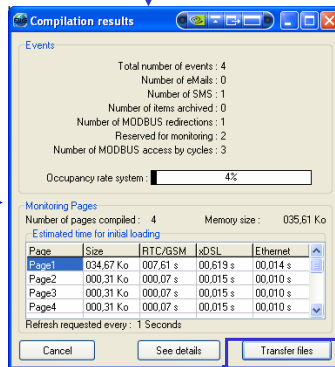 Compilation results
Events
Total number of events : 4
Number of eMails : 0
Number of SMS : 1
Number of items archived : 0
Number of MODBUS redirections : 1
Reserved for monitoring : 2
Number of MODBUS access by cycles : 3
Occupancy rate system : 4%
Monitoring Pages
Number of pages compiled : 4 Memory size : 035,61 Ko
Estimated time for initial loading
Page Size RTC/GSM xDSL Ethernet
Page1 034,67 Ko 007,61 s 00,619 s 00,014 s
Page2 000,31 Ko 000,07 s 00,015 s 00,010 s
Page3 000,31 Ko 000,07 s 00,015 s 00,010 s
Page4 000,31 Ko 000,07 s 00,015 s 00,010 s
Refresh requested every : 1 Seconds
Cancel See details Transfer files